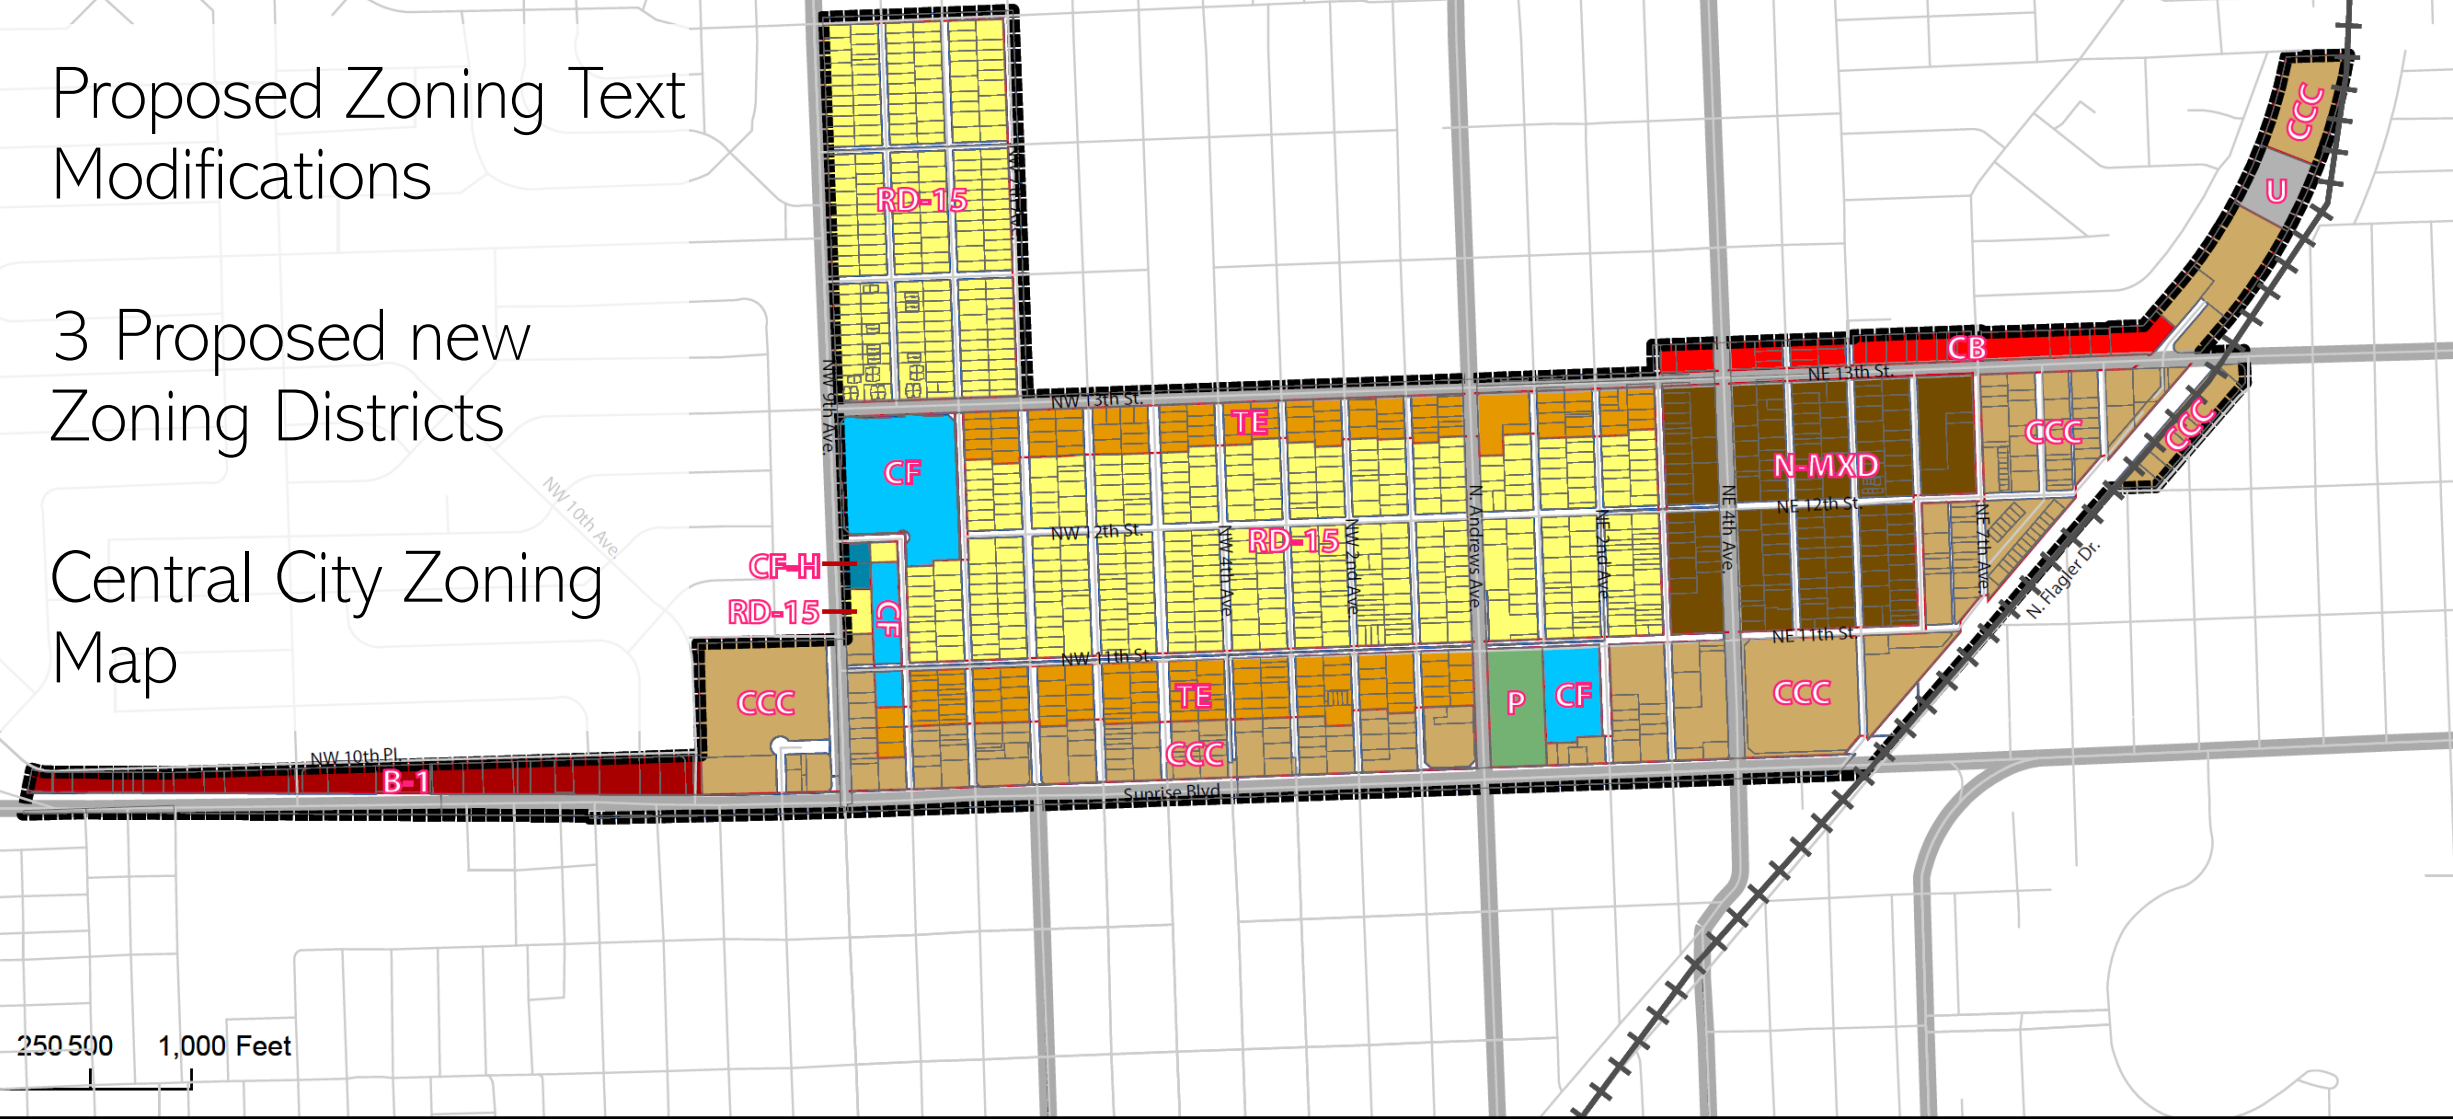 Proposed Zoning Text
Modifications
3 Proposed new
Zoning Districts
Central City Zoning
Map
RD-15
CCC
U
CB
NE 13th St.
NW 13th St.
TE
NW 9th Ave.
CCC
CCC
CF
N-MXD
NW 10th Ave.
NE 12th St.
NW 12th St.
RD-15
N. Andrews Ave
NE 4th Ave.
NE 2nd Ave
NW 2nd Ave
NW 4th Ave
NE 7th Ave.
CF-H
RD-15
CF
N. Flagler Dr.
NE 11th St.
NW 11th St.
CCC
TE
P
CF
CCC
CCC
NW 10th Pl.
B-1
Sunrise Blvd
250 500 1,000 Feet